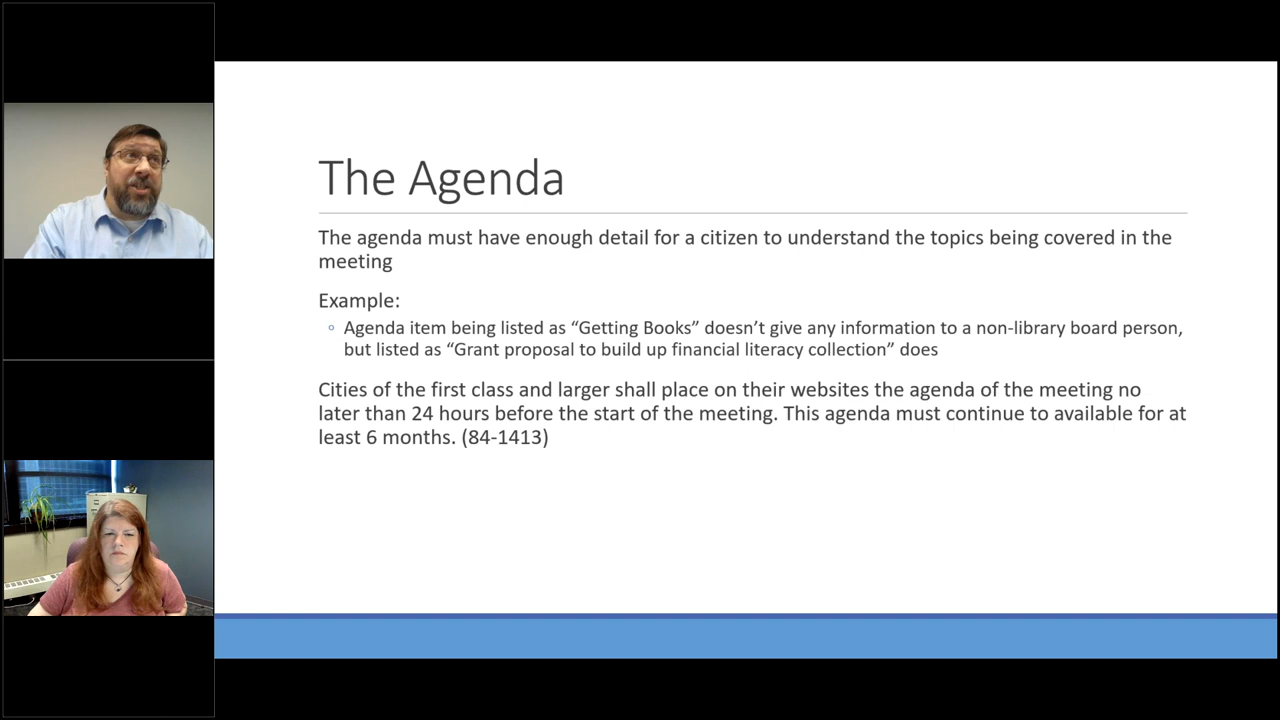 The Agenda
The agenda must have enough detail for a citizen to understand the topics being covered in the
meeting
Example:
◦ Agenda item being listed as “Getting Books” doesn’t give any information to a non-library board person,
but listed as “Grant proposal to build up financial literacy collection” does
Cities of the first class and larger shall place on their websites the agenda of the meeting no
later than 24 hours before the start of the meeting. This agenda must continue to available for at
least 6 months. (84-1413)